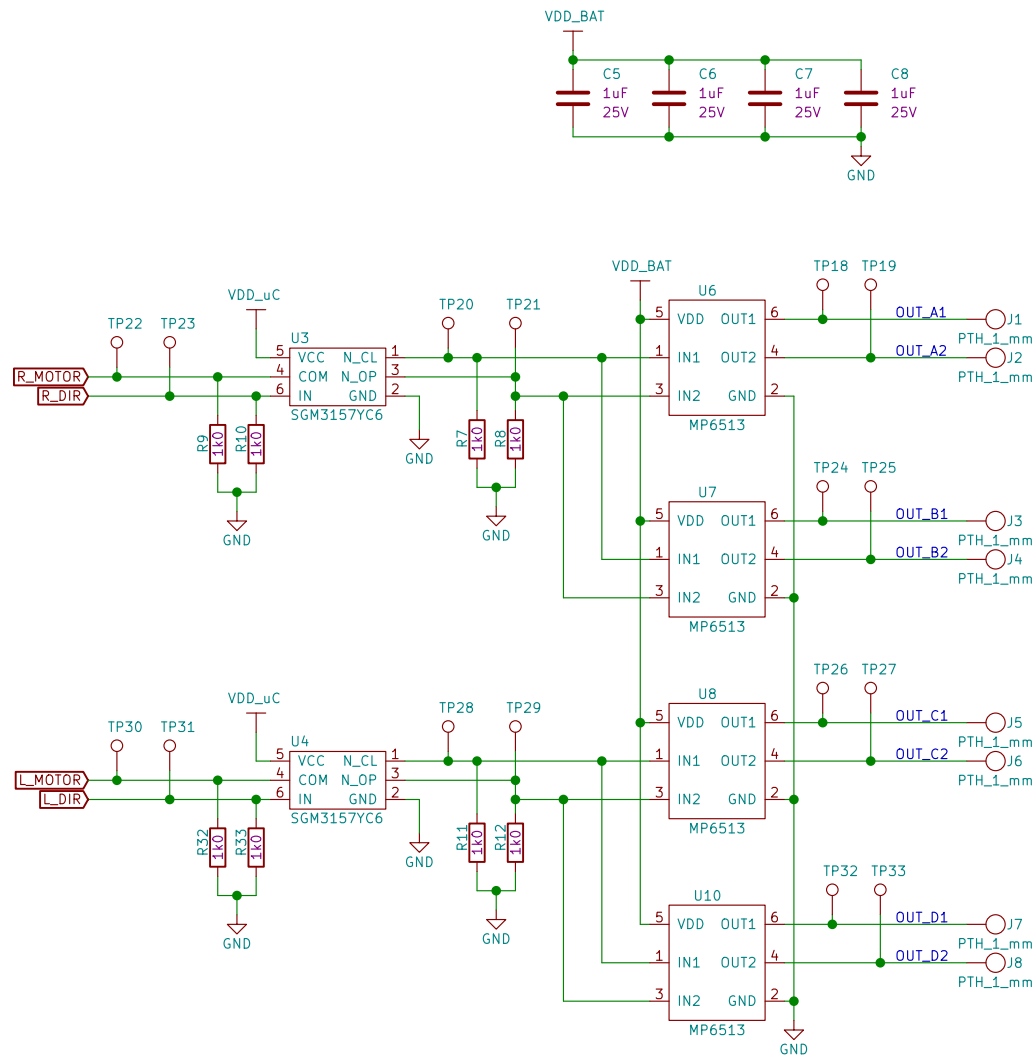 VDD_BAT
C5 C6 C7 C8
1uF 1uF 1uF 1uF
25V 25V 25V 25V
GND
VDD_BAT TP18 TP19
VDD_uC U6
TP22 TP23 TP20 TP21 5 VDD OUT1 6 OUT_A1 J1
U3 PTH_1_mm
5 VCC N_CL 1 1 IN1 OUT2 4 OUT_A2 J2
R_MOTOR 4 COM N_OP 3 PTH_1_mm
R_DIR 6 IN GND 2 3 IN2 GND 2
SGM3157YC6 MP6513
R9 1k0 R10 1k0 GND R7 1k0 R8 1k0
TP24 TP25
U7
GND GND 5 VDD OUT1 6 OUT_B1 J3
PTH_1_mm
1 IN1 OUT2 4 OUT_B2 J4
PTH_1_mm
3 IN2 GND 2
MP6513
TP26 TP27
VDD_uC U8
TP30 TP31 TP28 TP29 5 VDD OUT1 6 OUT_C1 J5
U4 PTH_1_mm
5 VCC N_CL 1 1 IN1 OUT2 4 OUT_C2 J6
L_MOTOR 4 COM N_OP 3 PTH_1_mm
L_DIR 6 IN GND 2 3 IN2 GND 2
SGM3157YC6 MP6513
R32 1k0 R33 1k0 GND R11 1k0 R12 1k0
TP32 TP33
U10
GND GND 5 VDD OUT1 6 OUT_D1 J7
PTH_1_mm
1 IN1 OUT2 4 OUT_D2 J8
PTH_1_mm
3 IN2 GND 2
MP6513
GND